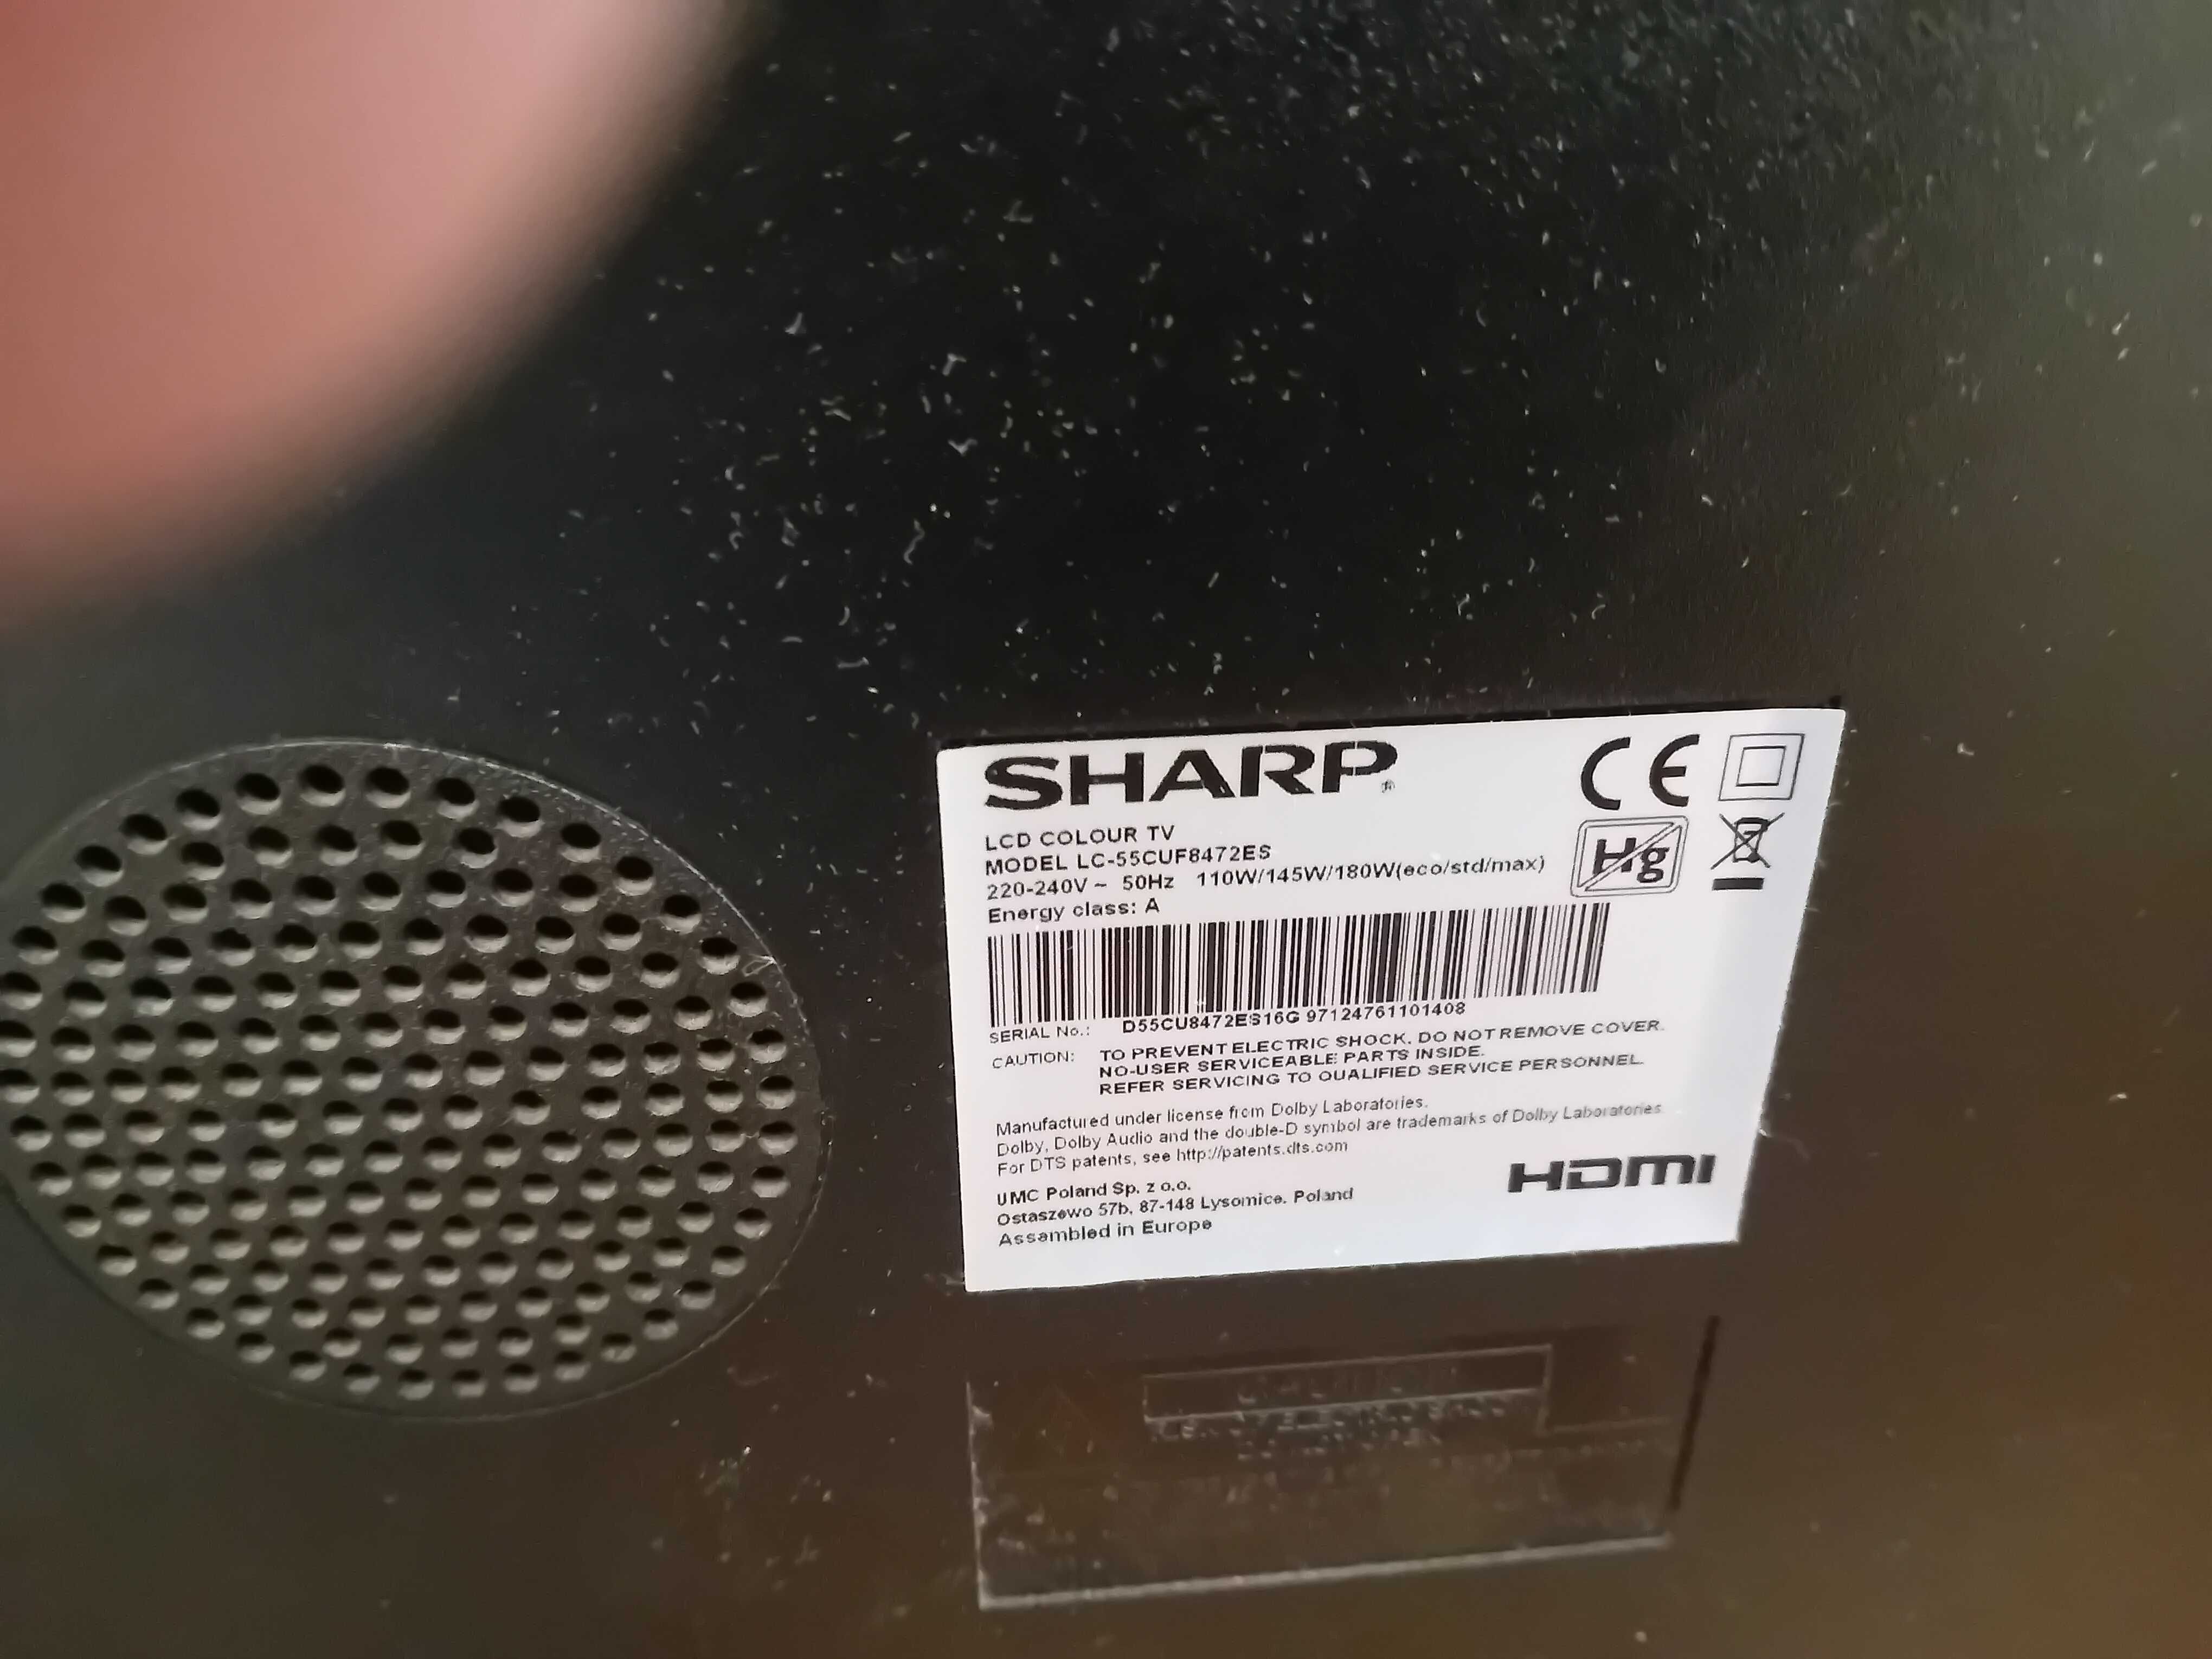 SHARP®
CE
LCD COLOUR TV
MODEL LC-55CUF8472ES
220-240V ~ 50Hz 110W/145W/180W(eco/std/max)
Hg
Energy class: A
SERIAL No.: D55CU8472ES16G 97124761101408
CAUTION: TO PREVENT ELECTRIC SHOCK, DO NOT REMOVE COVER.
NO-USER SERVICEABLE PARTS INSIDE.
REFER SERVICING TO QUALIFIED SERVICE PERSONNEL.
Manufactured under license from Dolby Laboratories.
Dolby, Dolby Audio and the double-D symbol are trademarks of Dolby Laboratories.
For DTS patents, see http://patents.dts.com
HDMI
UMC Poland Sp. z o.o.
Ostaszewo 57b, 87-148 Lysomice, Poland
Assembled in Europe